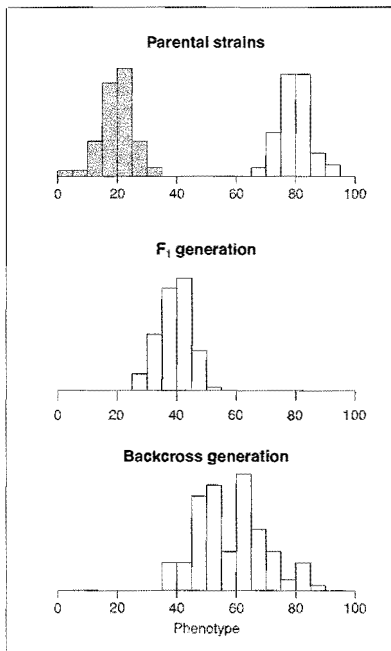 Parental strains
0 20 40 60 80 100
F₁ generation
0 20 40 60 80 100
Backcross generation
0 20 40 60 80 100
Phenotype